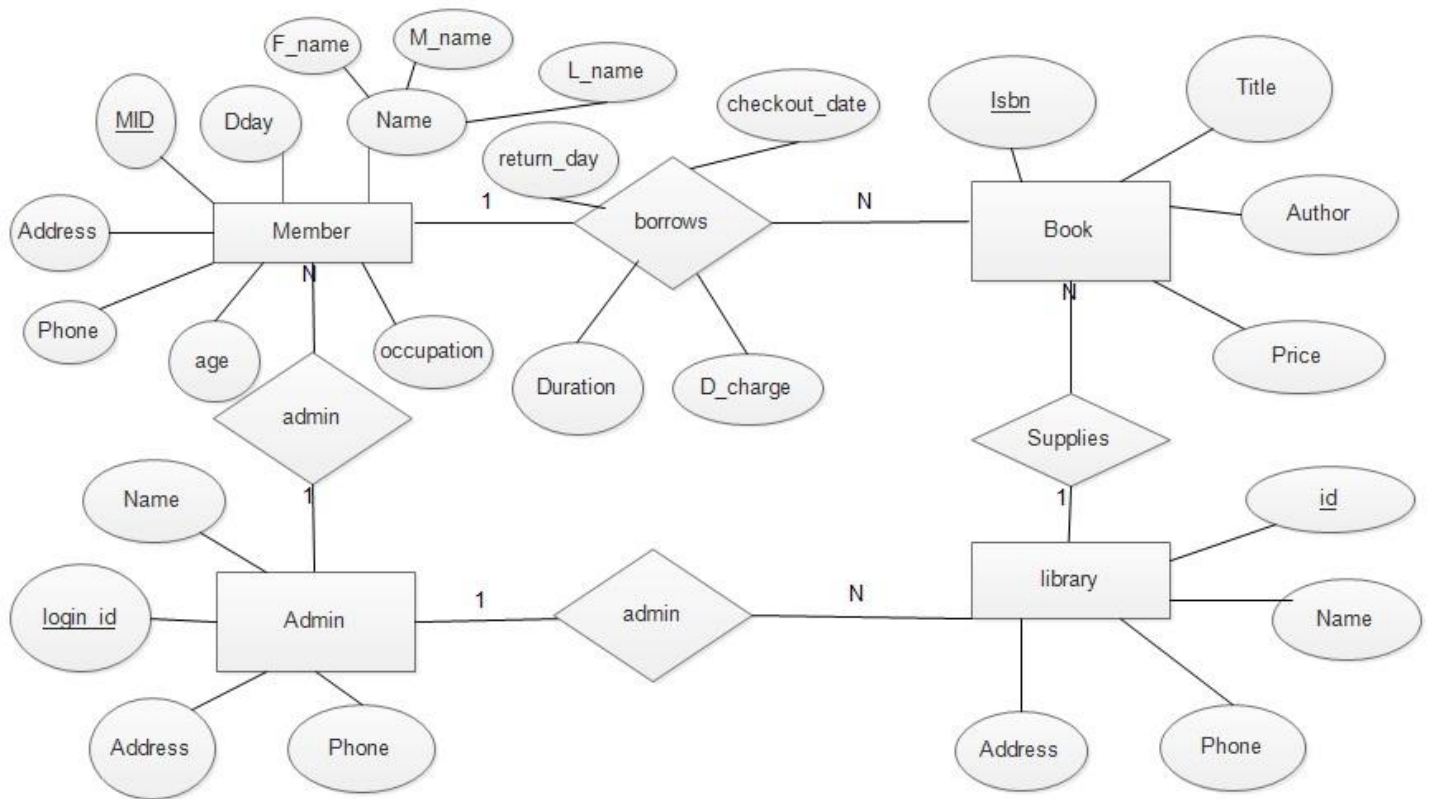 F_name
M_name
L_name
MID
Dday
Name
checkout_date
Isbn
Title
return_day
Address
Member
1
borrows
N
Book
Author
N
N
Phone
age
occupation
Duration
D_charge
Price
admin
Supplies
1
1
Name
id
login_id
Admin
1
admin
N
library
Name
Address
Phone
Address
Phone